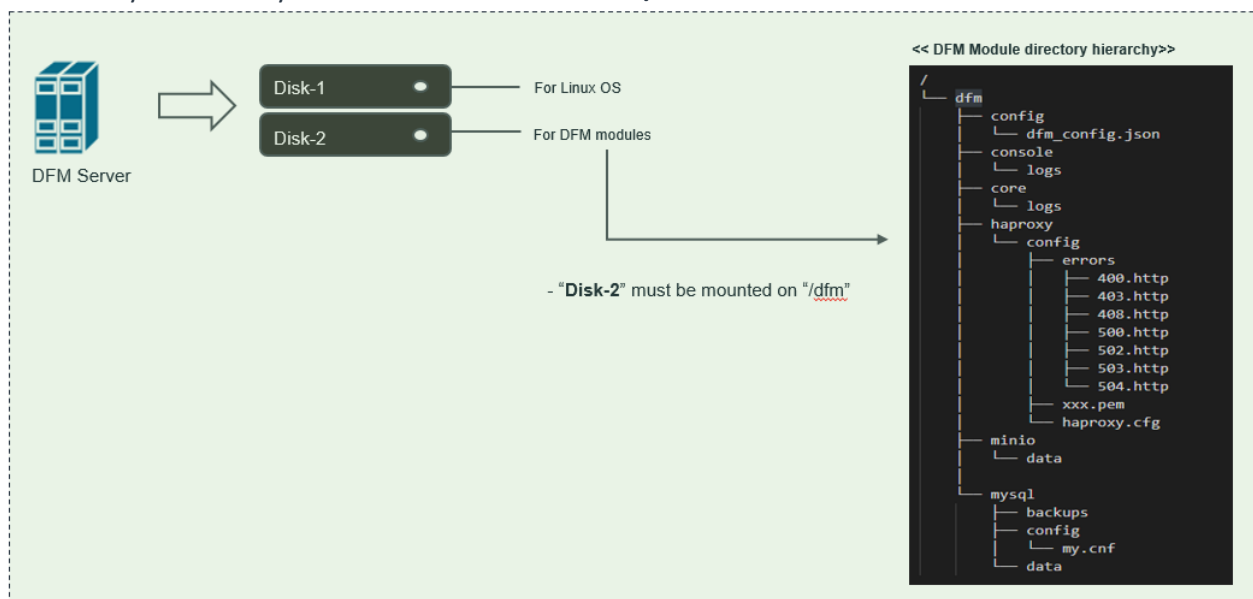 << DFM Module directory hierarchy>>
DFM Server
Disk-1
For Linux OS
Disk-2
For DFM modules
- “Disk-2” must be mounted on “/dfm”
/
└── dfm
├── config
│ └── dfm_config.json
├── console
│ └── logs
├── core
│ └── logs
├── haproxy
│ └── config
│ ├── errors
│ │ ├── 400.http
│ │ ├── 403.http
│ │ ├── 408.http
│ │ ├── 500.http
│ │ ├── 502.http
│ │ ├── 503.http
│ │ └── 504.http
│ ├── xxx.pem
│ └── haproxy.cfg
├── minio
│ └── data
│
└── mysql
├── backups
├── config
│ └── my.cnf
└── data